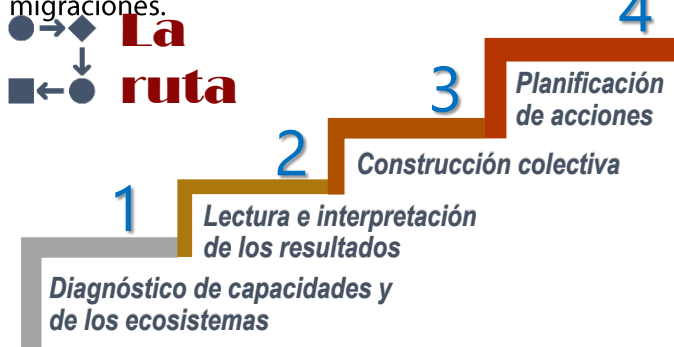 migraciones.
La
ruta
1
Diagnóstico de capacidades y
de los ecosistemas
2
Lectura e interpretación
de los resultados
3
Construcción colectiva
4
Planificación
de acciones